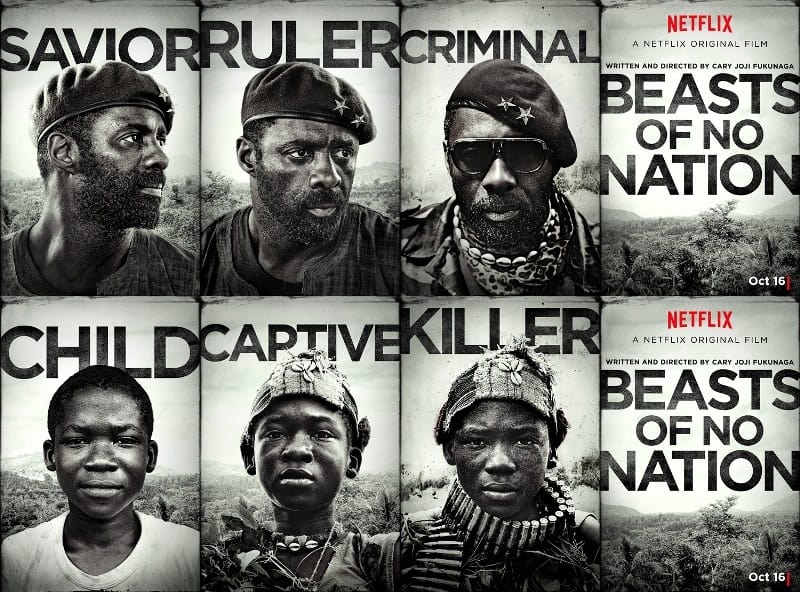 SAVIOR
RULER
CRIMINAL
NETFLIX
A NETFLIX ORIGINAL FILM
WRITTEN AND DIRECTED BY CARY JOJI FUKUNAGA
BEASTS
OF NO
NATION
Oct 16
CHILD
CAPTIVE
KILLER
NETFLIX
A NETFLIX ORIGINAL FILM
WRITTEN AND DIRECTED BY CARY JOJI FUKUNAGA
BEASTS
OF NO
NATION
Oct 16